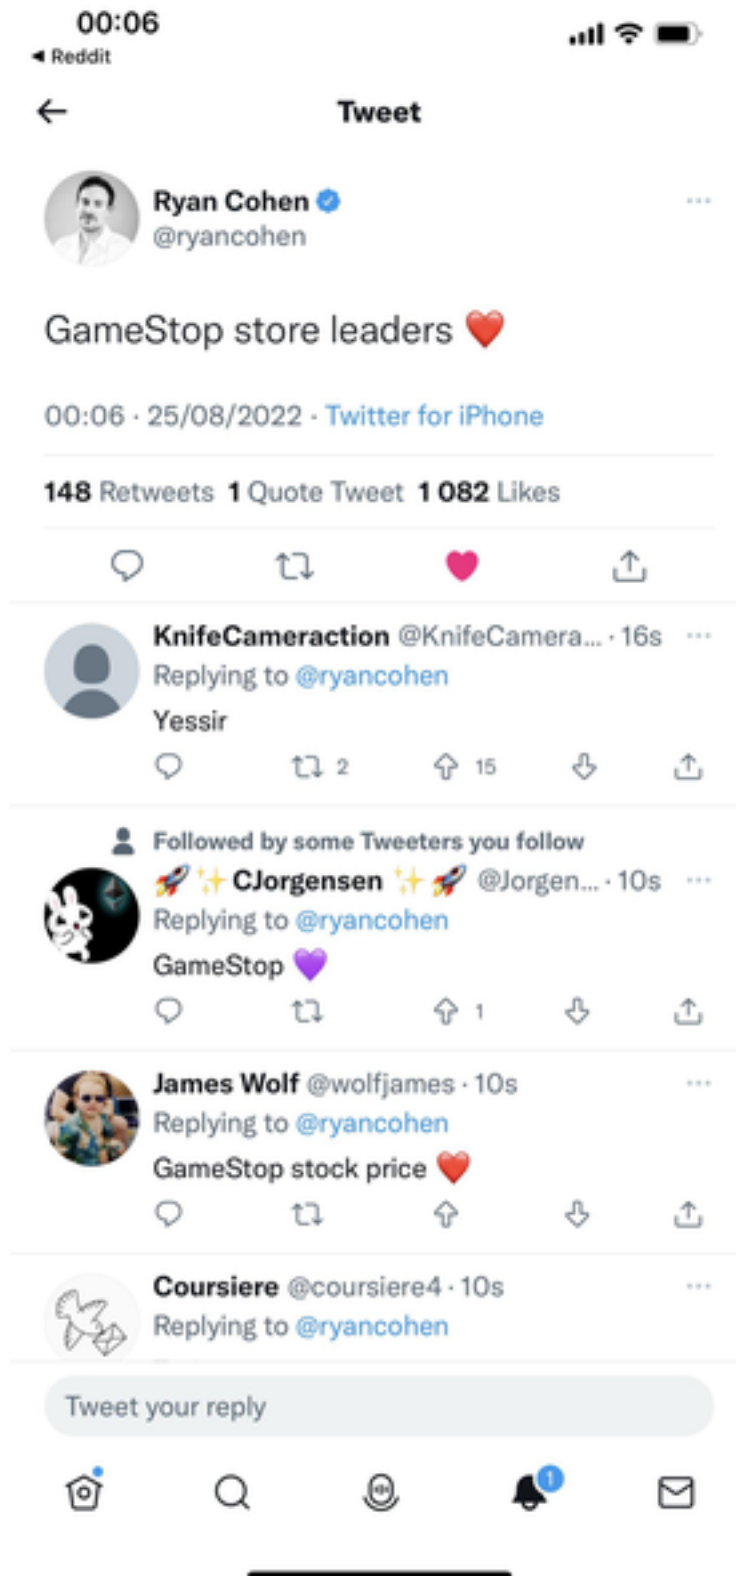 00:06
◀ Reddit
Tweet
Ryan Cohen
@ryancohen
GameStop store leaders ❤️
00:06 · 25/08/2022 · Twitter for iPhone
148 Retweets 1 Quote Tweet 1 082 Likes
KnifeCameraction @KnifeCamera... · 16s
Replying to @ryancohen
Yessir
2 15
Followed by some Tweeters you follow
🚀✨ CJorgensen ✨🚀 @Jorgen... · 10s
Replying to @ryancohen
GameStop 💜
1
James Wolf @wolfjames · 10s
Replying to @ryancohen
GameStop stock price ❤️
Coursiere @coursiere4 · 10s
Replying to @ryancohen
Tweet your reply
1